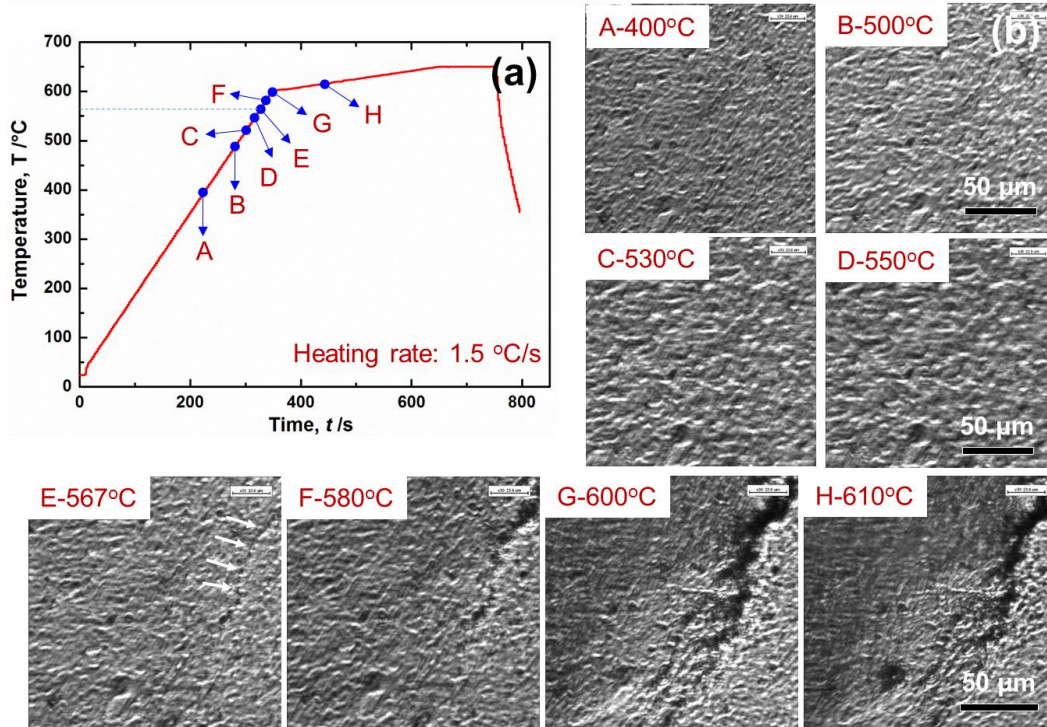 (a)
Temperature, T /°C
700
600
500
400
300
200
100
0
F
G
H
C
E
D
B
A
Heating rate: 1.5 °C/s
0
200
400
600
800
Time, t /s
A-400°C
B-500°C
(b)
50 µm
C-530°C
D-550°C
50 µm
E-567°C
F-580°C
G-600°C
H-610°C
50 µm